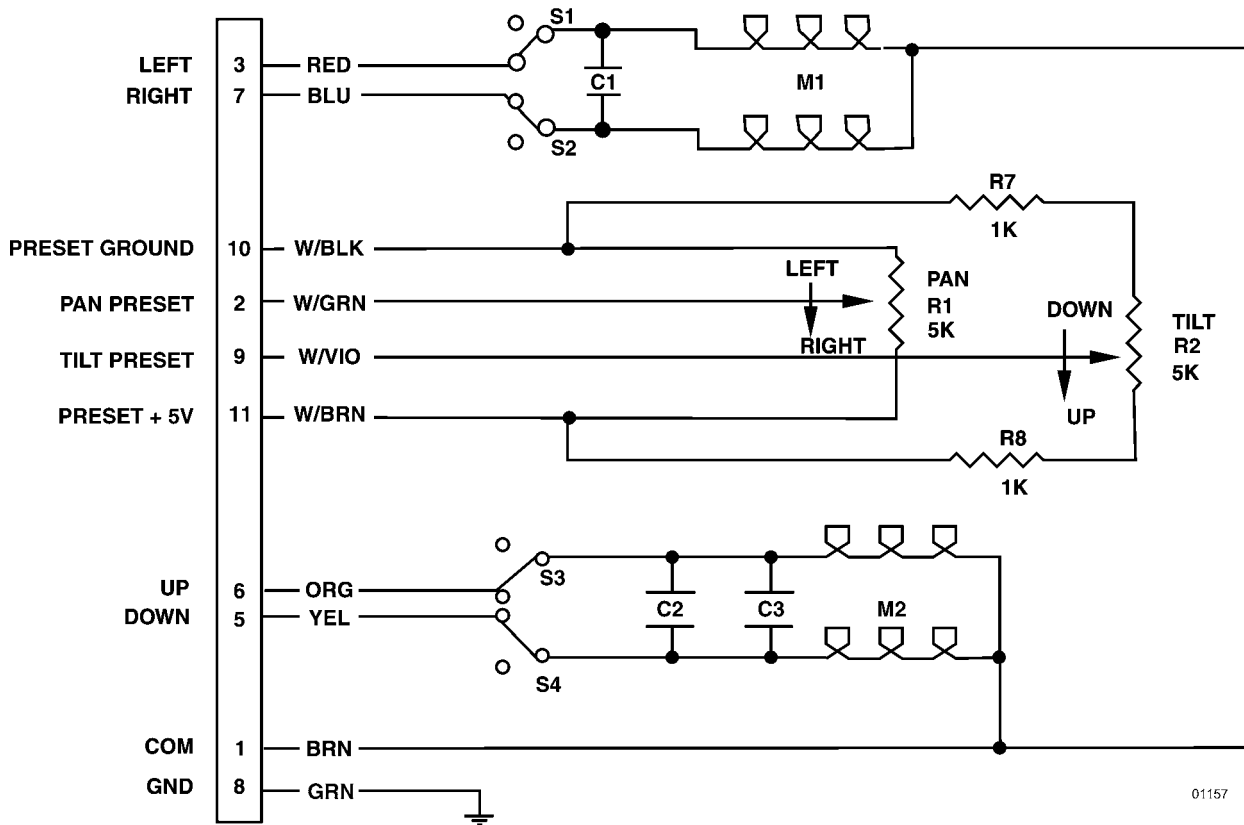 S1
LEFT 3 RED
C1 M1
RIGHT 7 BLU
S2
R7
1K
PRESET GROUND 10 W/BLK
LEFT PAN
PAN PRESET 2 W/GRN R1
DOWN
5K
TILT
RIGHT R2
TILT PRESET 9 W/VIO
5K
PRESET + 5V 11 W/BRN
UP
R8
1K
S3
UP 6 ORG
C2 C3 M2
DOWN 5 YEL
S4
COM 1 BRN
GND 8 GRN
01157